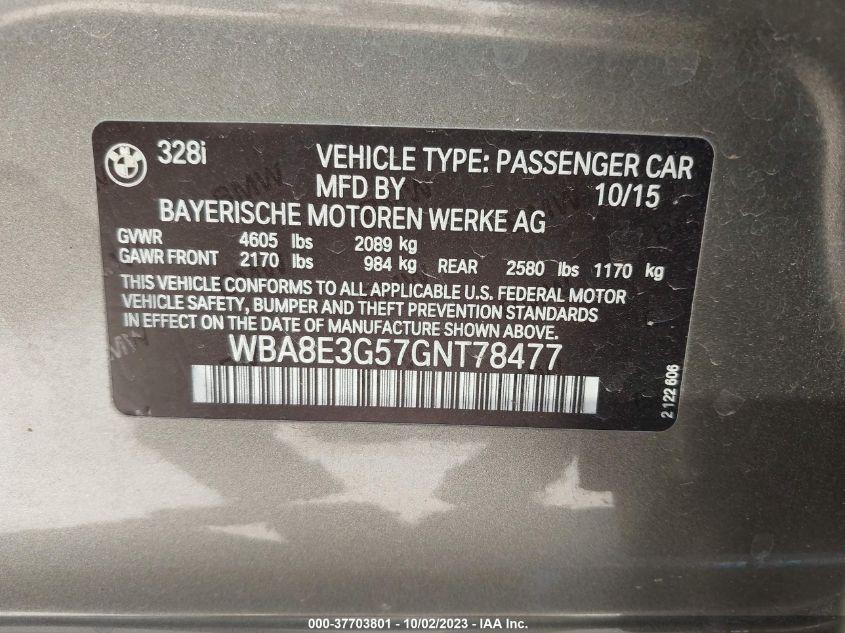 BMW 328i VEHICLE TYPE: PASSENGER CAR
MFD BY 10/15
BAYERISCHE MOTOREN WERKE AG
GVWR 4605 lbs 2089 kg
GAWR FRONT 2170 lbs 984 kg REAR 2580 lbs 1170 kg
THIS VEHICLE CONFORMS TO ALL APPLICABLE U.S. FEDERAL MOTOR
VEHICLE SAFETY, BUMPER AND THEFT PREVENTION STANDARDS
IN EFFECT ON THE DATE OF MANUFACTURE SHOWN ABOVE.
WBA8E3G57GNT78477
2 122 606
000-37703801 - 10/02/2023 - IAA Inc.